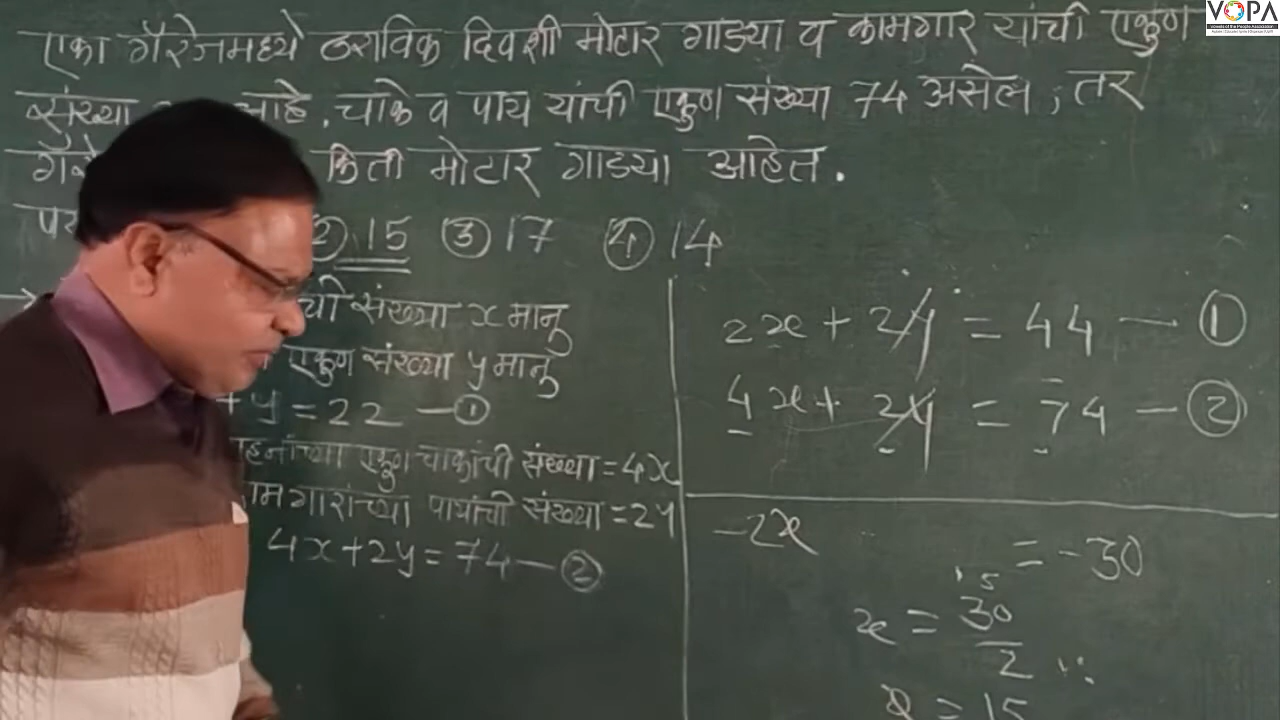 VOPA
एका गॅरेजमध्ये ठराविक दिवशी मोटार गाड्या व कामगार यांची एकुण
संख्या आहे. चाके व पाय यांची एकुण संख्या 74 असेल, तर
किती मोटार गाड्या आहेत.
② 15 ③ 17 ④ 14
ची संख्या x मानु
एकुण संख्या y मानु
+ y = 22 — ①
हनांच्या एकुण चाकांची संख्या = 4x
ामगारांच्या पायांची संख्या = 2y
4x + 2y = 74 — ②
2x + 2y = 44 — ①
4x + 2y = 74 — ②
-2x = -30
15
x = 30
2
x = 15